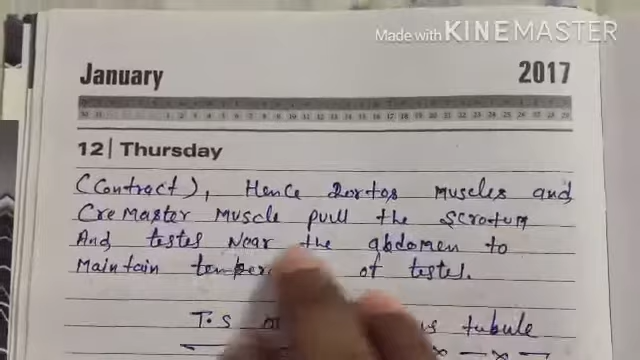 Made with KINEMASTER
January 2017
12 | Thursday
(Contract), Hence Dortos muscles and
Cremaster Muscle pull the scrotum
And testes Near the abdomen to
Maintain of testes.
T.S tubule